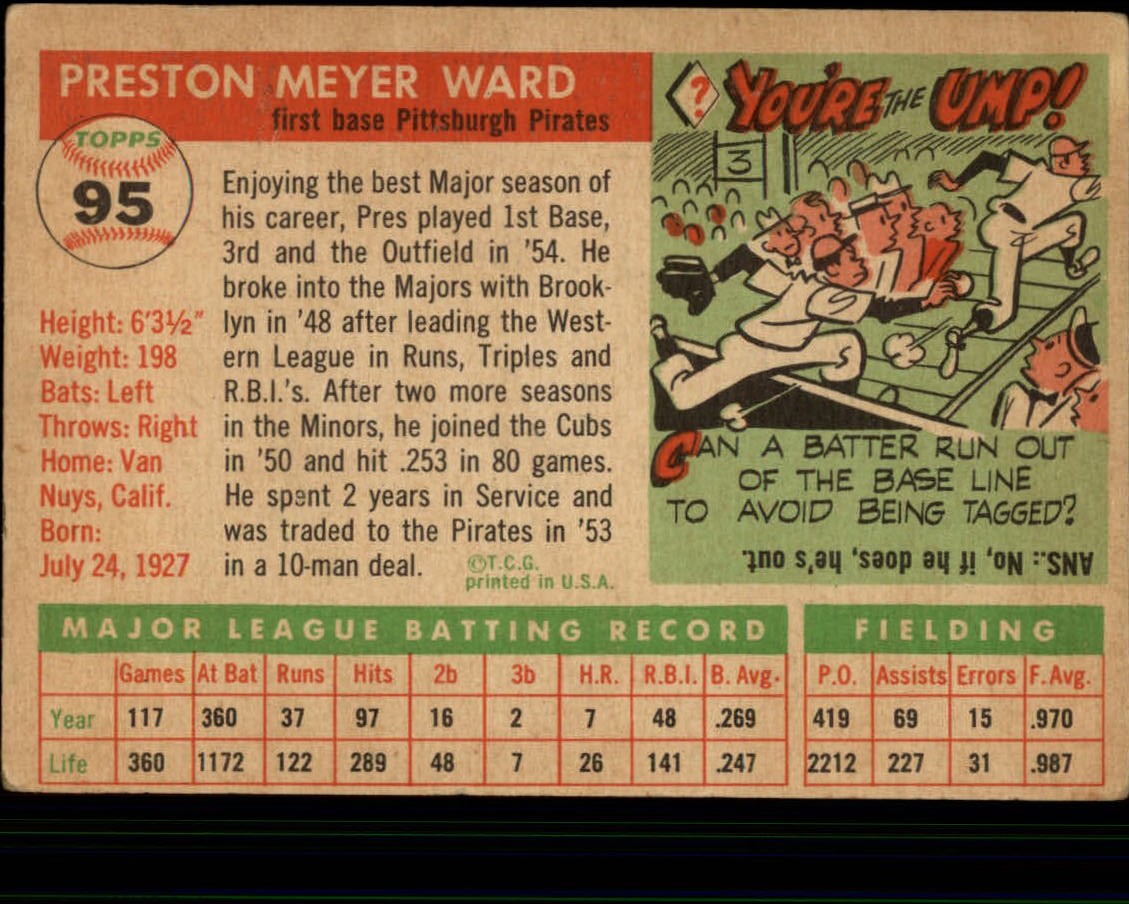 PRESTON MEYER WARD
first base Pittsburgh Pirates
TOPPS
95
Height: 6'3½"
Weight: 198
Bats: Left
Throws: Right
Home: Van
Nuys, Calif.
Born:
July 24, 1927
Enjoying the best Major season of
his career, Pres played 1st Base,
3rd and the Outfield in '54. He
broke into the Majors with Brook-
lyn in '48 after leading the West-
ern League in Runs, Triples and
R.B.I.'s. After two more seasons
in the Minors, he joined the Cubs
in '50 and hit .253 in 80 games.
He spent 2 years in Service and
was traded to the Pirates in '53
in a 10-man deal.
©T.C.G.
printed in U.S.A.
? YOU'RE THE UMP!
3
CAN A BATTER RUN OUT
OF THE BASE LINE
TO AVOID BEING TAGGED?
ANS.: No, if he does, he's out.
MAJOR LEAGUE BATTING RECORD
Games At Bat Runs Hits 2b 3b H.R. R.B.I. B. Avg.
Year 117 360 37 97 16 2 7 48 .269
Life 360 1172 122 289 48 7 26 141 .247
FIELDING
P.O. Assists Errors F. Avg.
419 69 15 .970
2212 227 31 .987